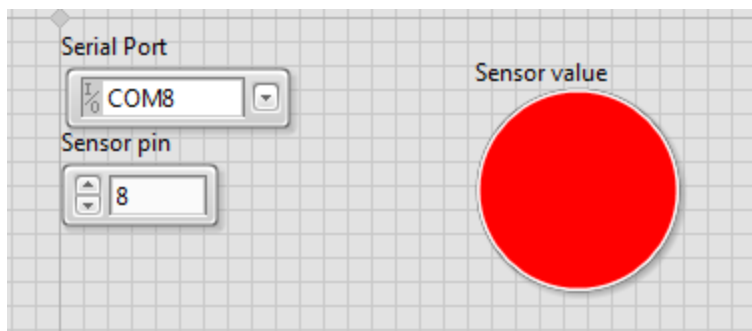 Serial Port
I/O COM8
Sensor pin
8
Sensor value